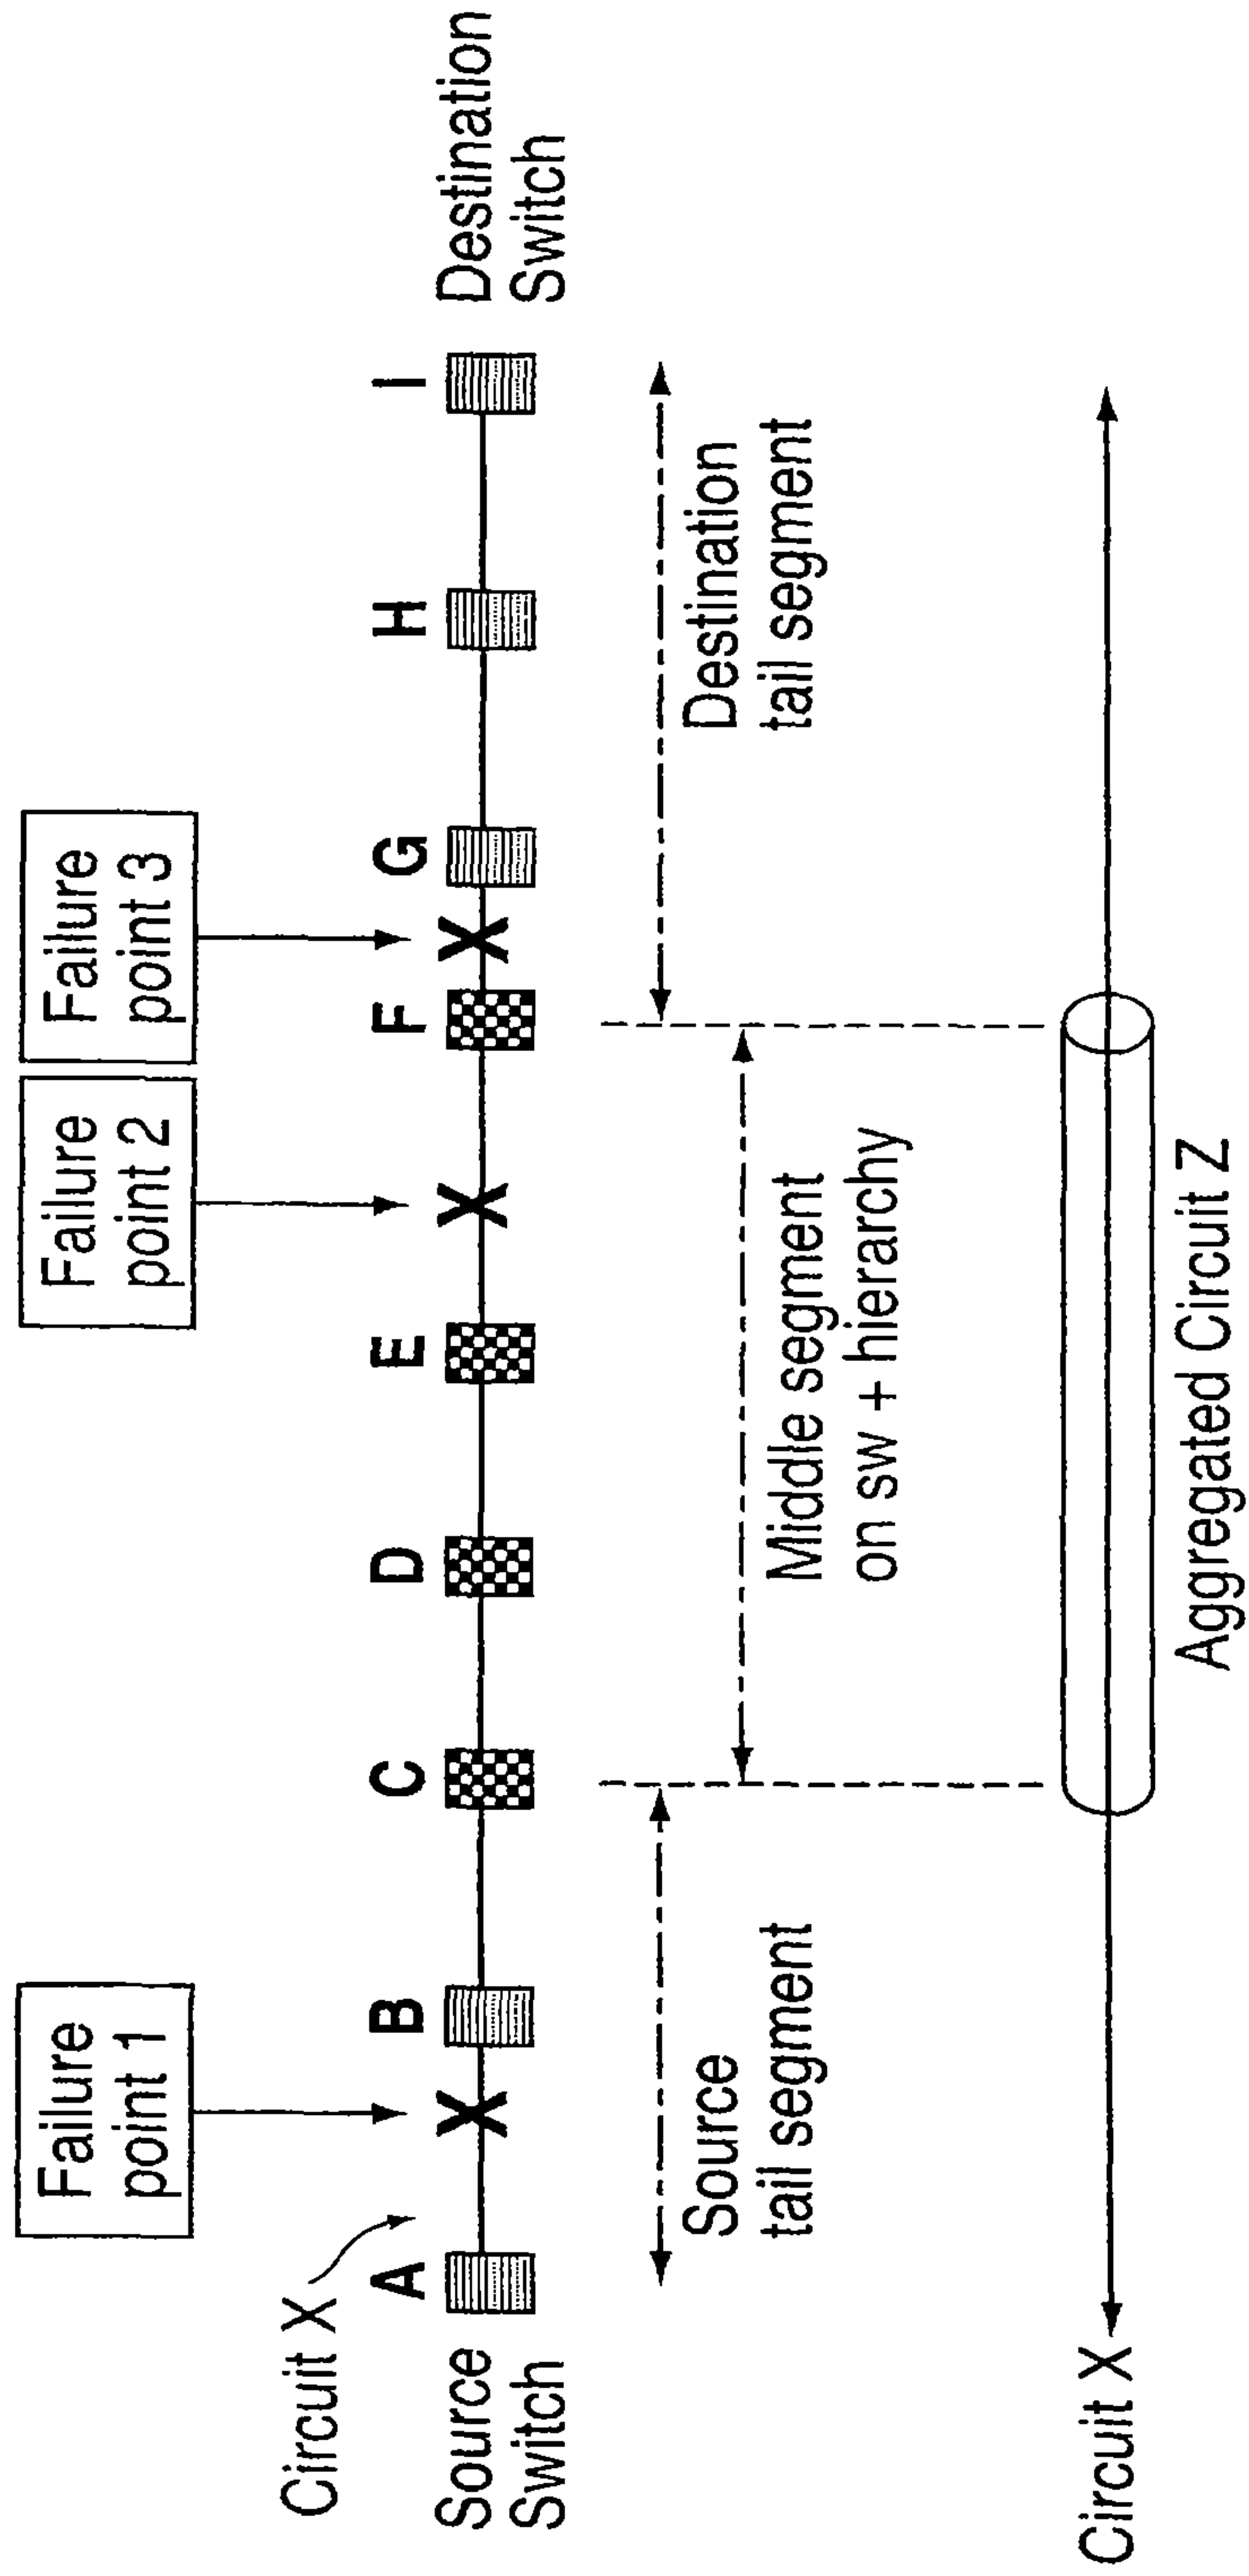 Failure
point 1
Failure
point 2
Failure
point 3
Circuit X
A
B
C
D
E
F
G
H
I
Source
Switch
X
X
X
Destination
Switch
Source
tail segment
Destination
tail segment
Middle segment
on sw + hierarchy
Circuit X
Aggregated Circuit Z